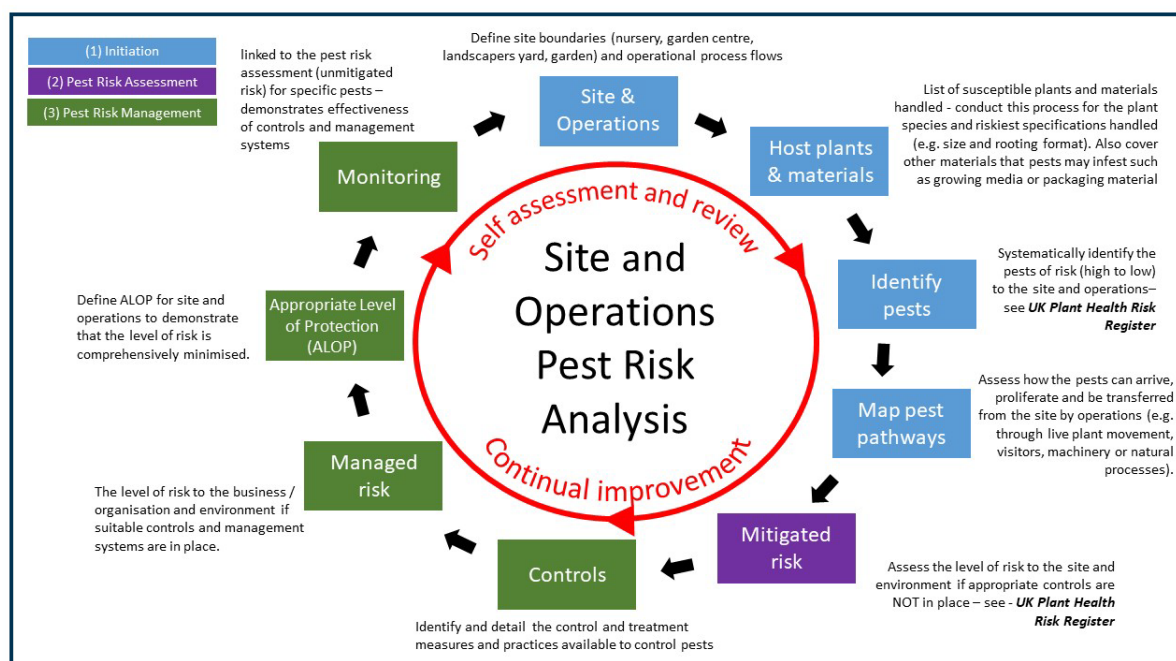 (1) Initiation
(2) Pest Risk Assessment
(3) Pest Risk Management
Define site boundaries (nursery, garden centre,
landscapers yard, garden) and operational process flows
Site &
Operations
List of susceptible plants and materials
handled - conduct this process for the plant
species and riskiest specifications handled
(e.g. size and rooting format). Also cover
other materials that pests may infest such
as growing media or packaging material
Host plants
& materials
Systematically identify the
pests of risk (high to low)
to the site and operations–
see UK Plant Health Risk
Register
Identify
pests
Assess how the pests can arrive,
proliferate and be transferred
from the site by operations (e.g.
through live plant movement,
visitors, machinery or natural
processes).
Map pest
pathways
Mitigated
risk
Assess the level of risk to the site and
environment if appropriate controls are
NOT in place – see - UK Plant Health
Risk Register
Controls
Identify and detail the control and treatment
measures and practices available to control pests
Managed
risk
The level of risk to the business /
organisation and environment if
suitable controls and management
systems are in place.
Appropriate Level
of Protection
(ALOP)
Define ALOP for site and
operations to demonstrate
that the level of risk is
comprehensively minimised.
Monitoring
linked to the pest risk
assessment (unmitigated
risk) for specific pests –
demonstrates effectiveness
of controls and management
systems
Self assessment and review
Site and
Operations
Pest Risk
Analysis
Continual improvement